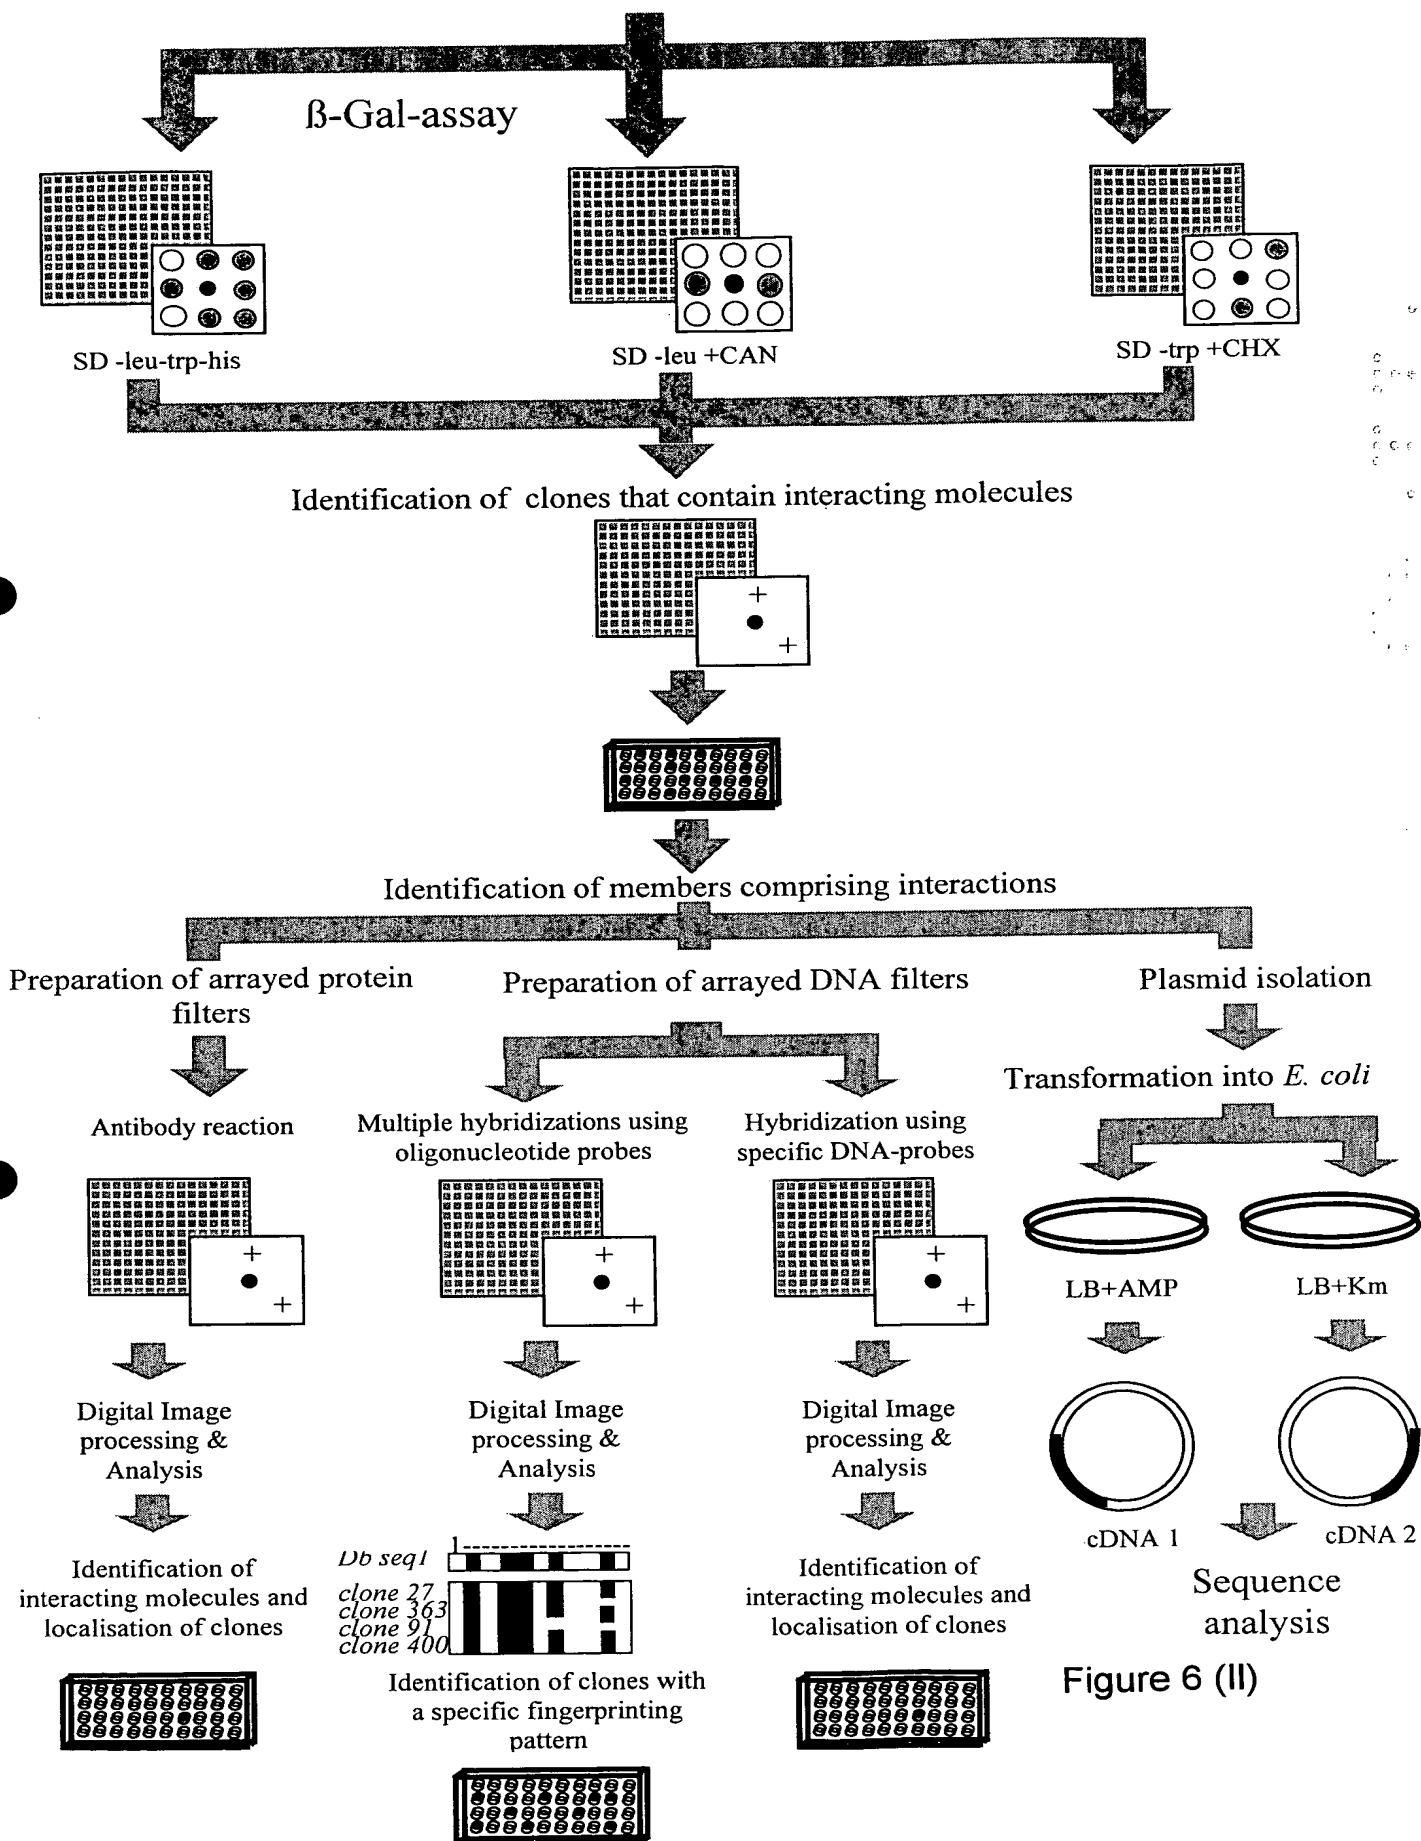 ß-Gal-assay
SD -leu-trp-his
SD -leu +CAN
SD -trp +CHX
Identification of clones that contain interacting molecules
+
+
Identification of members comprising interactions
Preparation of arrayed protein
filters
Preparation of arrayed DNA filters
Plasmid isolation
Transformation into E. coli
Antibody reaction
Multiple hybridizations using
oligonucleotide probes
Hybridization using
specific DNA-probes
+
+
+
+
+
+
LB+AMP
LB+Km
Digital Image
processing &
Analysis
Digital Image
processing &
Analysis
Digital Image
processing &
Analysis
cDNA 1
cDNA 2
Identification of
interacting molecules and
localisation of clones
1
Db seq1
clone 27
clone 363
clone 91
clone 400
Identification of clones with
a specific fingerprinting
pattern
Identification of
interacting molecules and
localisation of clones
Sequence
analysis
Figure 6 (II)